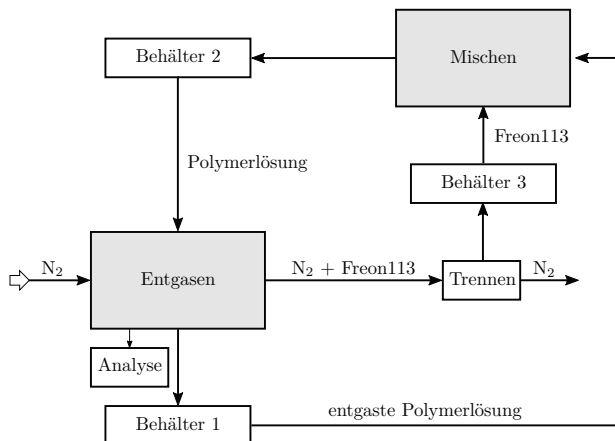 Behälter 2
Mischen
Freon113
Polymerlösung
Behälter 3
N₂
Entgasen
N₂ + Freon113
Trennen
N₂
Analyse
Behälter 1
entgaste Polymerlösung